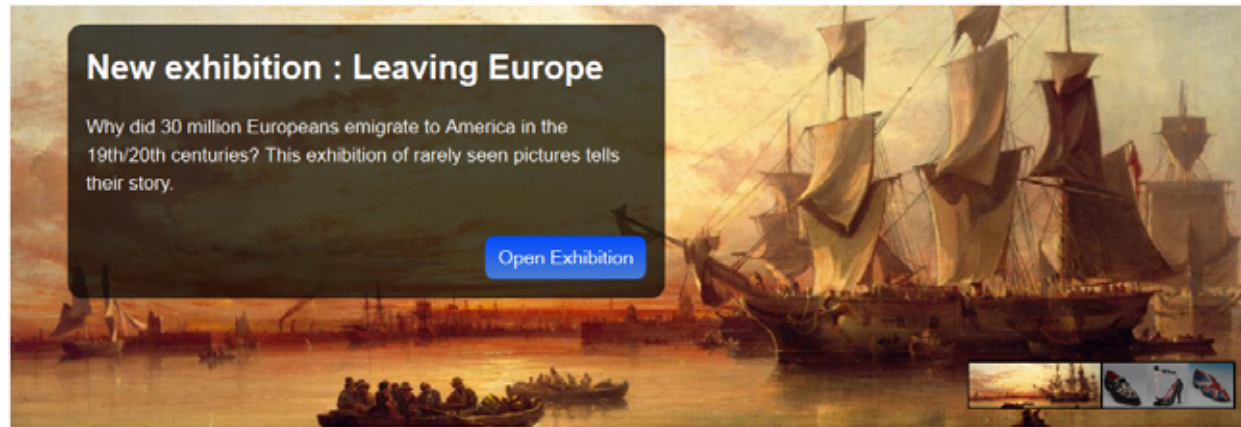 New exhibition : Leaving Europe
Why did 30 million Europeans emigrate to America in the
19th/20th centuries? This exhibition of rarely seen pictures tells
their story.
Open Exhibition